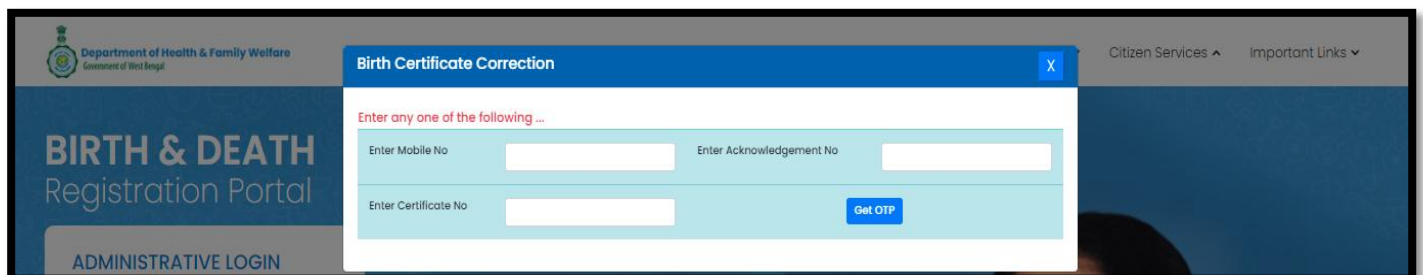 Department of Health & Family Welfare
Government of West Bengal
Citizen Services
Important Links
Birth Certificate Correction
X
Enter any one of the following ...
Enter Mobile No
Enter Acknowledgement No
Enter Certificate No
Get OTP
BIRTH & DEATH
Registration Portal
ADMINISTRATIVE LOGIN